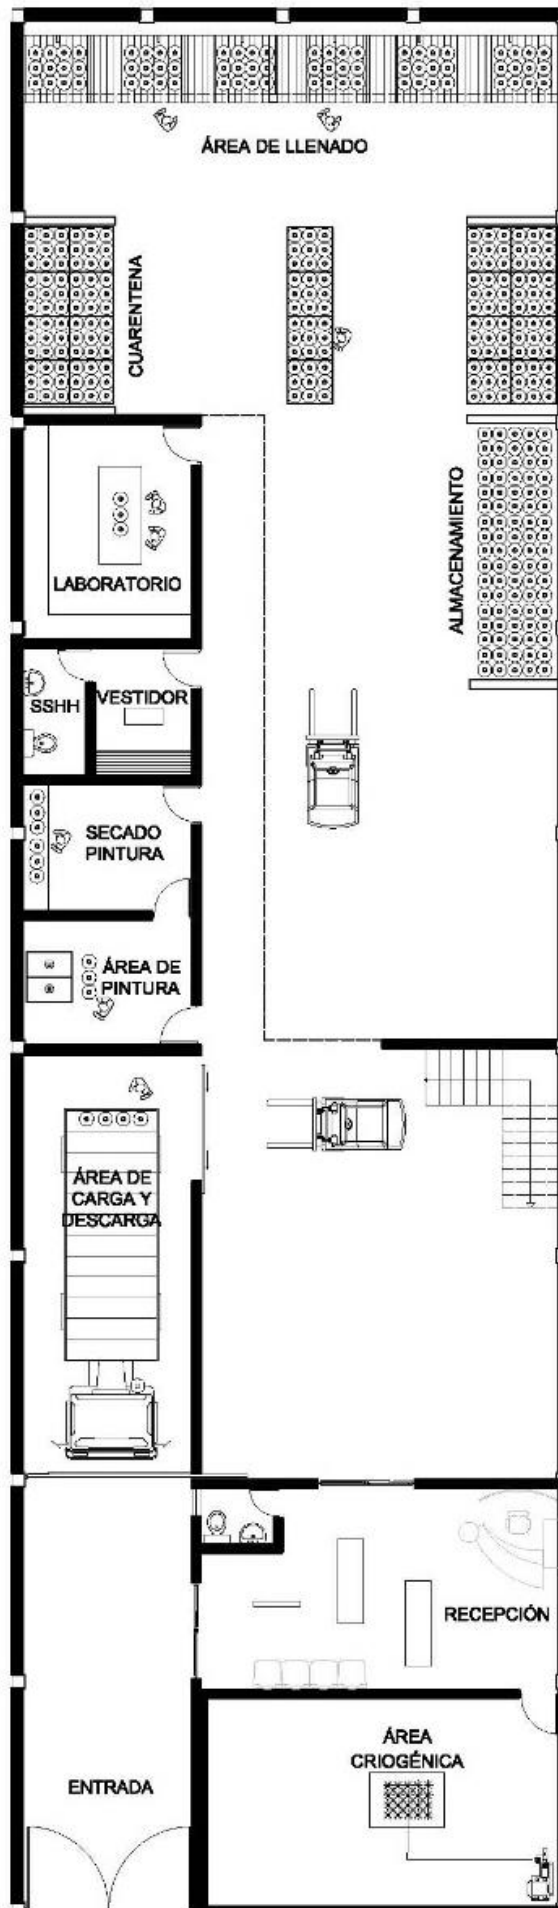 ÁREA DE LLENADO
CUARENTENA
ALMACENAMIENTO
LABORATORIO
SSHH
VESTIDOR
SECADO
PINTURA
ÁREA DE
PINTURA
ÁREA DE
CARGA Y
DESCARGA
RECEPCIÓN
ÁREA
CRIOGÉNICA
ENTRADA